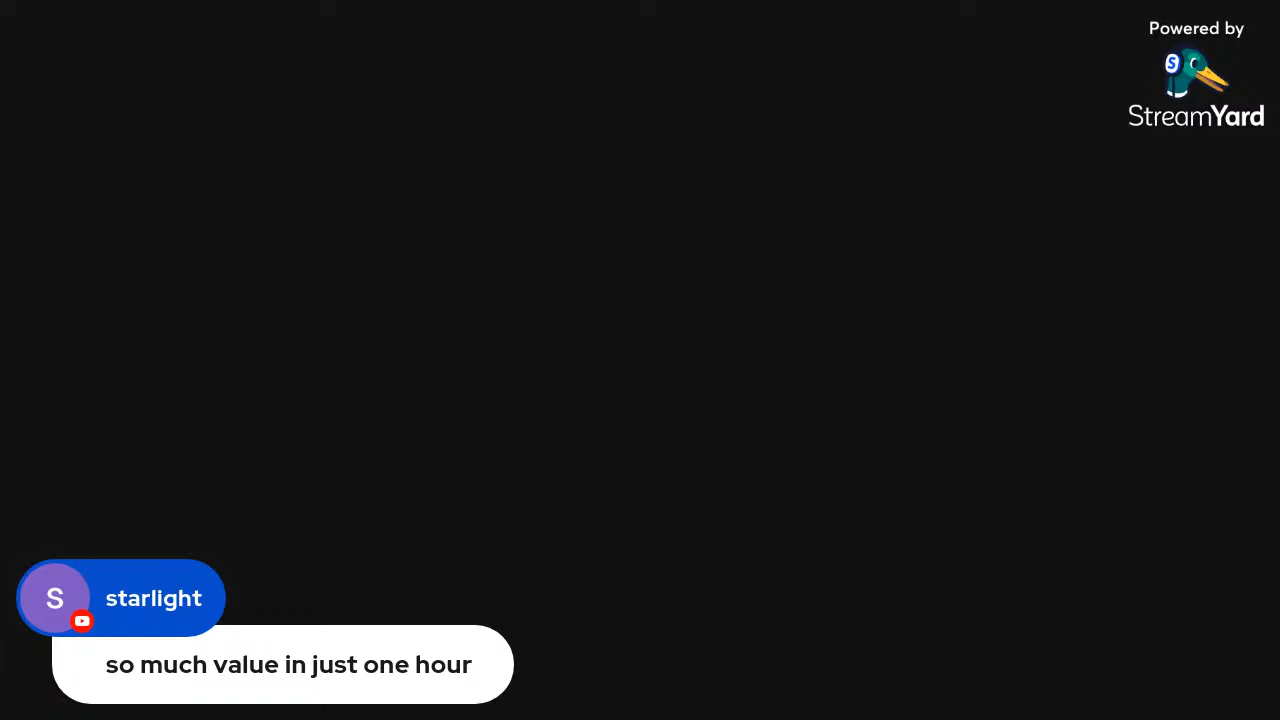 Powered by
S
StreamYard
S
starlight
so much value in just one hour